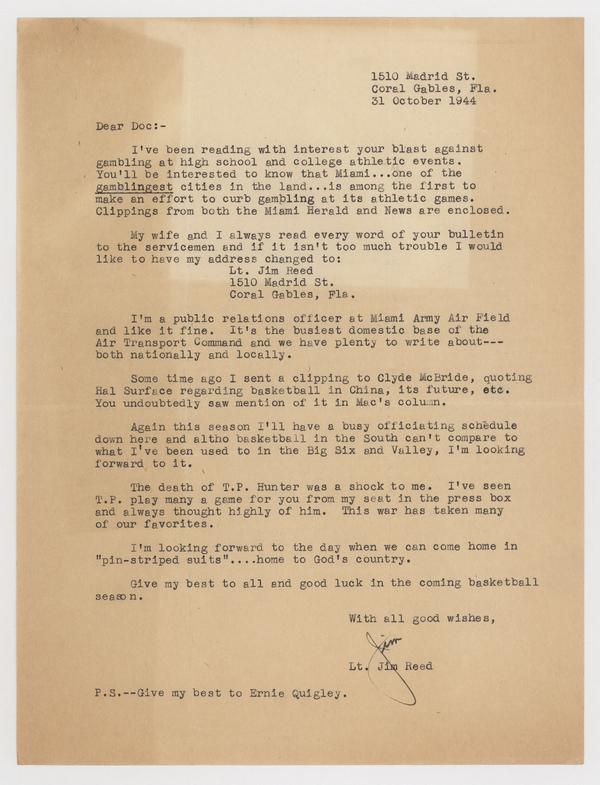 1510 Madrid St.
Coral Gables, Fla.
31 October 1944
Dear Doc:-
I've been reading with interest your blast against
gambling at high school and college athletic events.
You'll be interested to know that Miami...one of the
gamblingest cities in the land...is among the first to
make an effort to curb gambling at its athletic games.
Clippings from both the Miami Herald and News are enclosed.
My wife and I always read every word of your bulletin
to the servicemen and if it isn't too much trouble I would
like to have my address changed to:
Lt. Jim Reed
1510 Madrid St.
Coral Gables, Fla.
I'm a public relations officer at Miami Army Air Field
and like it fine. It's the busiest domestic base of the
Air Transport Command and we have plenty to write about---
both nationally and locally.
Some time ago I sent a clipping to Clyde McBride, quoting
Hal Surface regarding basketball in China, its future, etc.
You undoubtedly saw mention of it in Mac's column.
Again this season I'll have a busy officiating schedule
down here and altho basketball in the South can't compare to
what I've been used to in the Big Six and Valley, I'm looking
forward to it.
The death of T.P. Hunter was a shock to me. I've seen
T.P. play many a game for you from my seat in the press box
and always thought highly of him. This war has taken many
of our favorites.
I'm looking forward to the day when we can come home in
"pin-striped suits"....home to God's country.
Give my best to all and good luck in the coming basketball
season.
With all good wishes,
Jim
Lt. Jim Reed
P.S.--Give my best to Ernie Quigley.